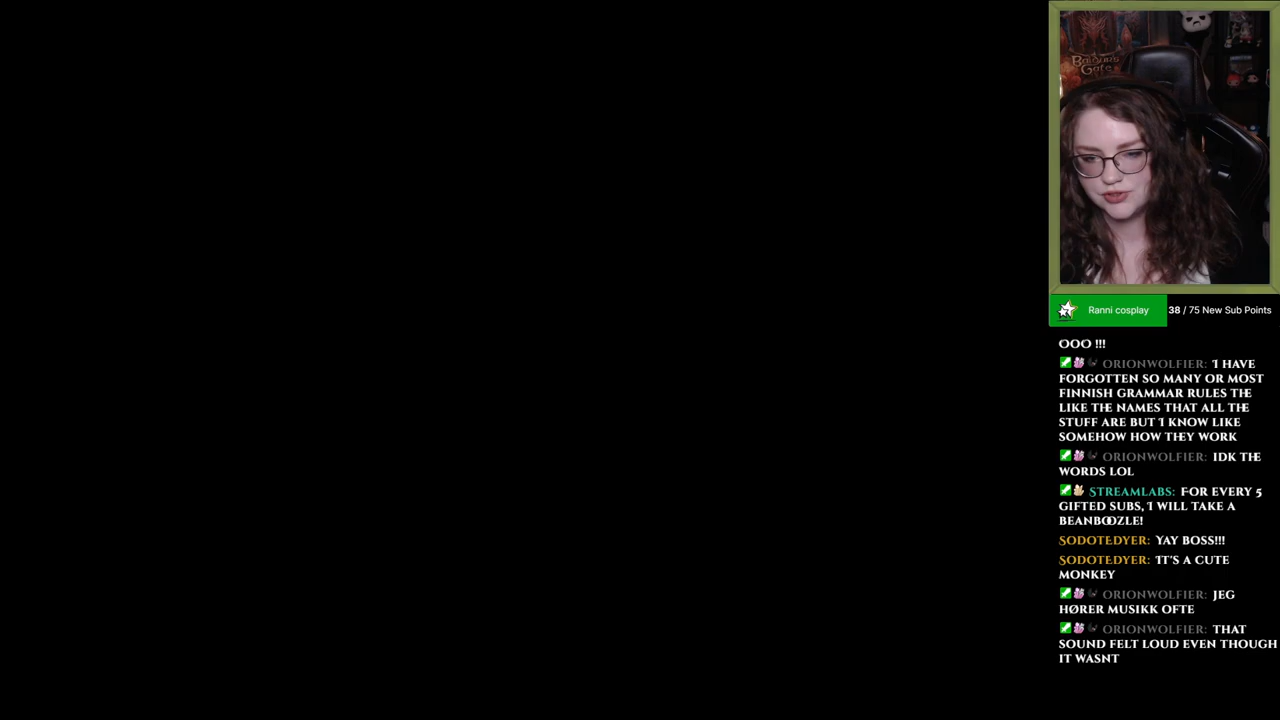 Baldur's
Gate
Ranni cosplay 38 / 75 New Sub Points
OOO !!!
ORIONWOLFIER: I HAVE
FORGOTTEN SO MANY OR MOST
FINNISH GRAMMAR RULES THE
LIKE THE NAMES THAT ALL THE
STUFF ARE BUT I KNOW LIKE
SOMEHOW HOW THEY WORK
ORIONWOLFIER: IDK THE
WORDS LOL
STREAMLABS: FOR EVERY 5
GIFTED SUBS, I WILL TAKE A
BEANBOOZLE!
SODOTEDYER: YAY BOSS!!!
SODOTEDYER: IT'S A CUTE
MONKEY
ORIONWOLFIER: JEG
HØRER MUSIKK OFTE
ORIONWOLFIER: THAT
SOUND FELT LOUD EVEN THOUGH
IT WASNT